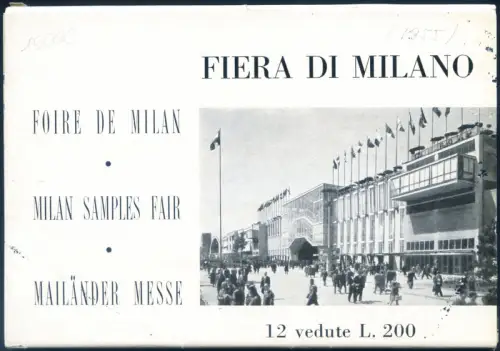 FIERA DI MILANO
FOIRE DE MILAN
•
MILAN SAMPLES FAIR
•
MAILÄNDER MESSE
12 vedute L. 200